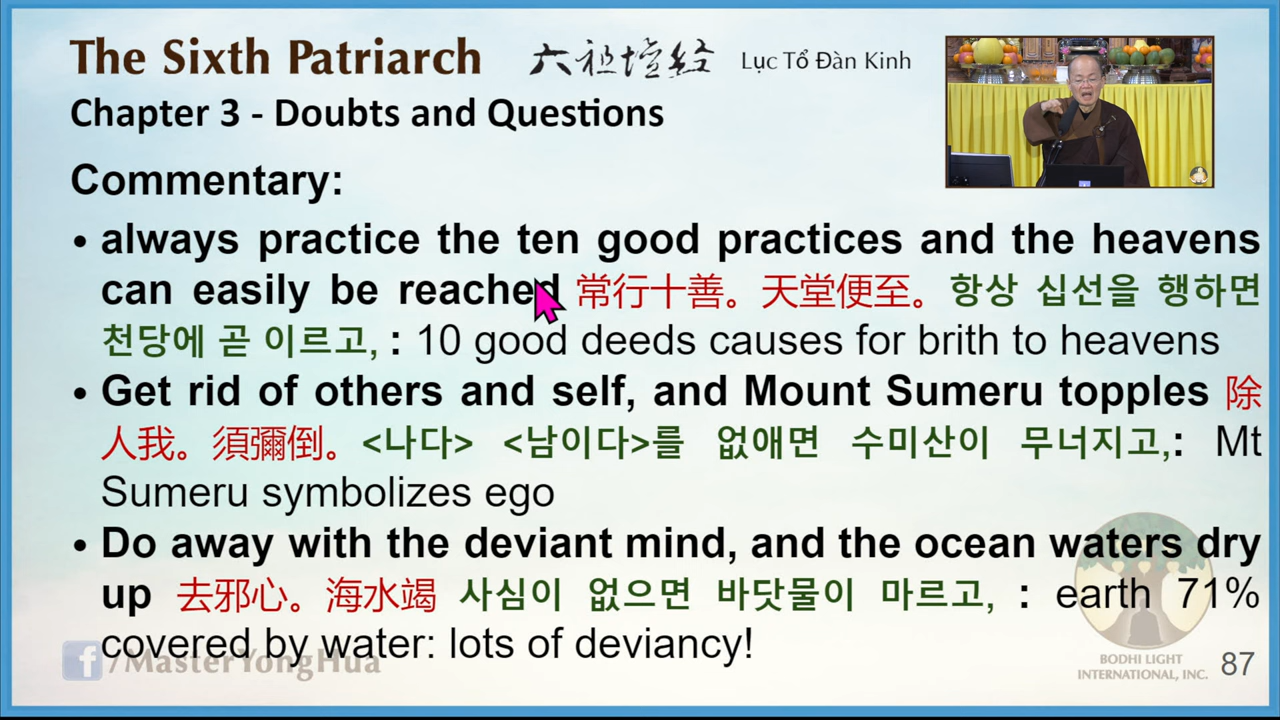 The Sixth Patriarch 六祖壇経 Lục Tổ Đàn Kinh
Chapter 3 - Doubts and Questions
Commentary:
• always practice the ten good practices and the heavens
can easily be reached 常行十善。天堂便至。 항상 십선을 행하면
천당에 곧 이르고, : 10 good deeds causes for brith to heavens
• Get rid of others and self, and Mount Sumeru topples 除
人我。須彌倒。 <나다> <남이다>를 없애면 수미산이 무너지고,: Mt
Sumeru symbolizes ego
• Do away with the deviant mind, and the ocean waters dry
up 去邪心。海水竭 사심이 없으면 바닷물이 마르고, : earth 71%
covered by water: lots of deviancy!
f/MasterYongHua
BODHI LIGHT
INTERNATIONAL, INC.
87